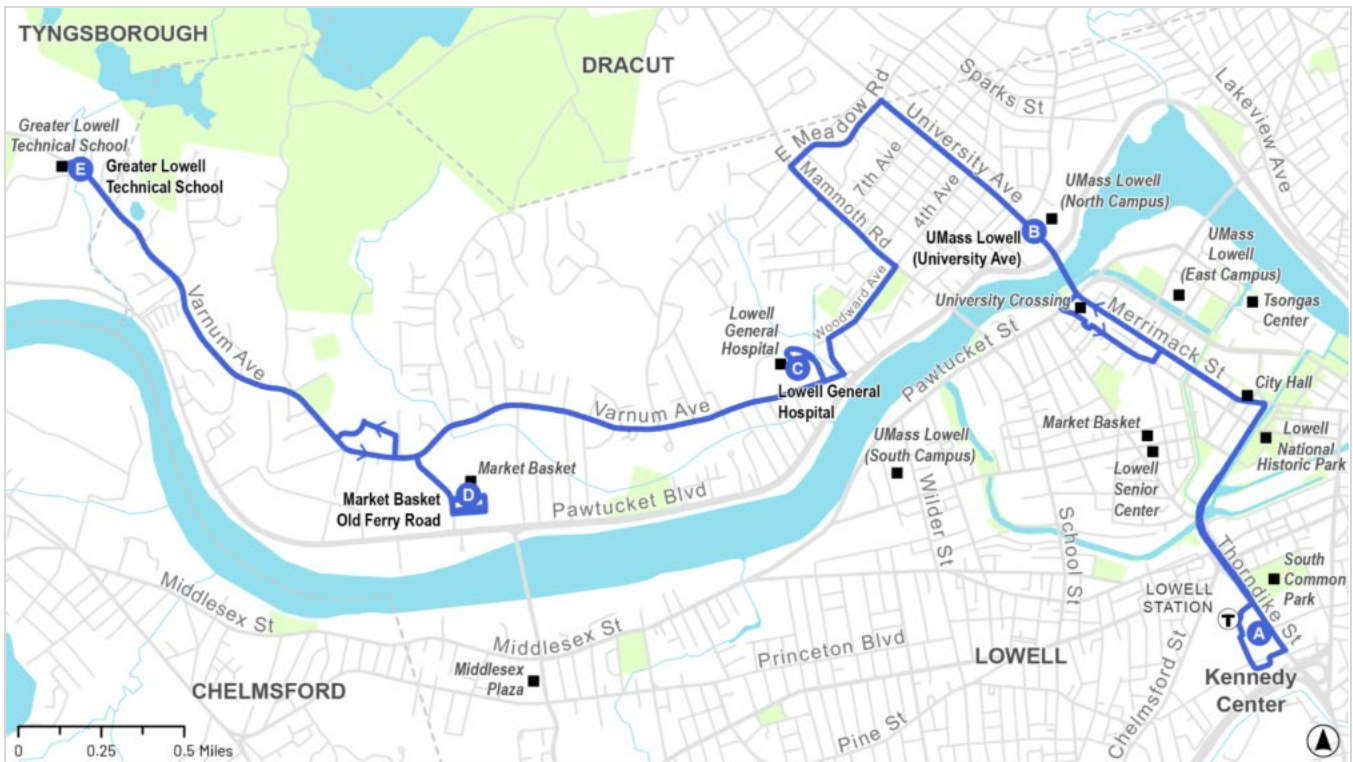 TYNGSBOROUGH
DRACUT
Sparks St
Lakeview Ave
E Meadow Rd
University Ave
Greater Lowell
Technical School
E
Greater Lowell
Technical School
7th Ave
Mammoth Rd
4th Ave
UMass Lowell
(North Campus)
B
UMass Lowell
(University Ave)
UMass
Lowell
(East Campus)
Tsongas
Center
University Crossing
Merrimack St
Woodward Ave
Lowell
General
Hospital
C
Lowell General
Hospital
Varnum Ave
Varnum Ave
Pawtucket St
City Hall
Market Basket
Lowell
National
Historic Park
Lowell
Senior
Center
UMass Lowell
(South Campus)
Market Basket
D
Market Basket
Old Ferry Road
Pawtucket Blvd
Wilder St
School St
Thorndike St
South
Common
Park
LOWELL
STATION
T
A
Kennedy
Center
Middlesex St
Middlesex St
Princeton Blvd
LOWELL
Chelmsford St
CHELMSFORD
Middlesex
Plaza
Pine St
0 0.25 0.5 Miles